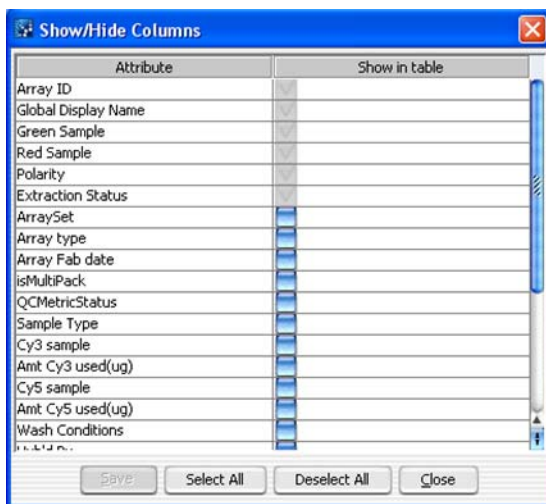 Show/Hide Columns
Attribute Show in table
Array ID
Global Display Name
Green Sample
Red Sample
Polarity
Extraction Status
ArraySet
Array type
Array Fab date
isMultiPack
QCMetricStatus
Sample Type
Cy3 sample
Amt Cy3 used(ug)
Cy5 sample
Amt Cy5 used(ug)
Wash Conditions
Save Select All Deselect All Close